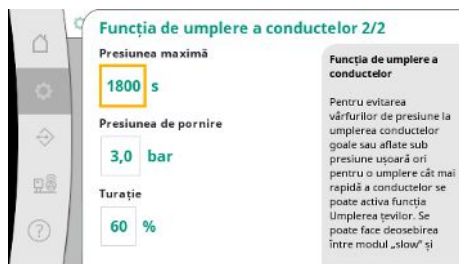 Funcția de umplere a conductelor 2/2
Presiunea maximă
1800 s
Presiunea de pornire
3,0 bar
Turație
60 %
Funcția de umplere a
conductelor
Pentru evitarea
vârfurilor de presiune la
umplerea conductelor
goale sau aflate sub
presiune ușoară ori
pentru o umplere cât mai
rapidă a conductelor se
poate activa funcția
Umplerea țevilor. Se
poate face deosebirea
între modul „slow” și
?